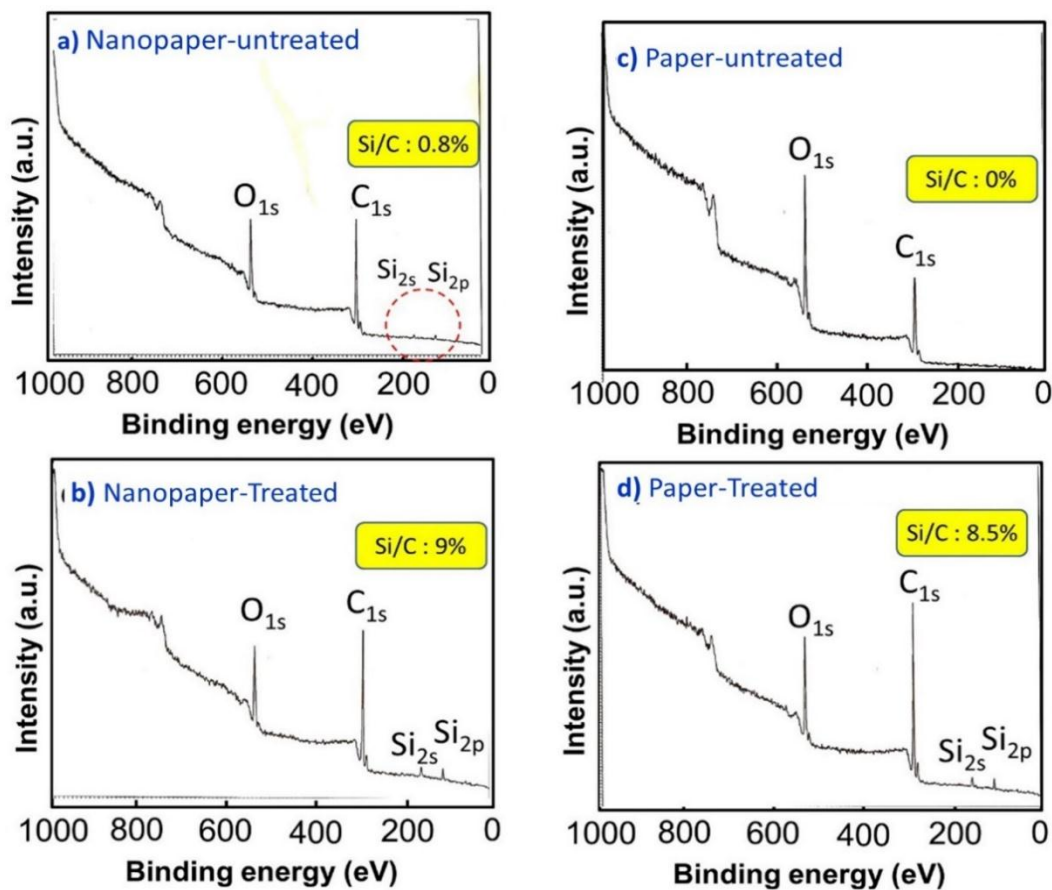 a) Nanopaper-untreated
Si/C : 0.8%
O1s
C1s
Si2s
Si2p
Intensity (a.u.)
1000 800 600 400 200 0
Binding energy (eV)
c) Paper-untreated
Si/C : 0%
O1s
C1s
Intensity (a.u.)
1000 800 600 400 200 0
Binding energy (eV)
b) Nanopaper-Treated
Si/C : 9%
O1s
C1s
Si2s
Si2p
Intensity (a.u.)
1000 800 600 400 200 0
Binding energy (eV)
d) Paper-Treated
Si/C : 8.5%
O1s
C1s
Si2s
Si2p
Intensity (a.u.)
1000 800 600 400 200 0
Binding energy (eV)